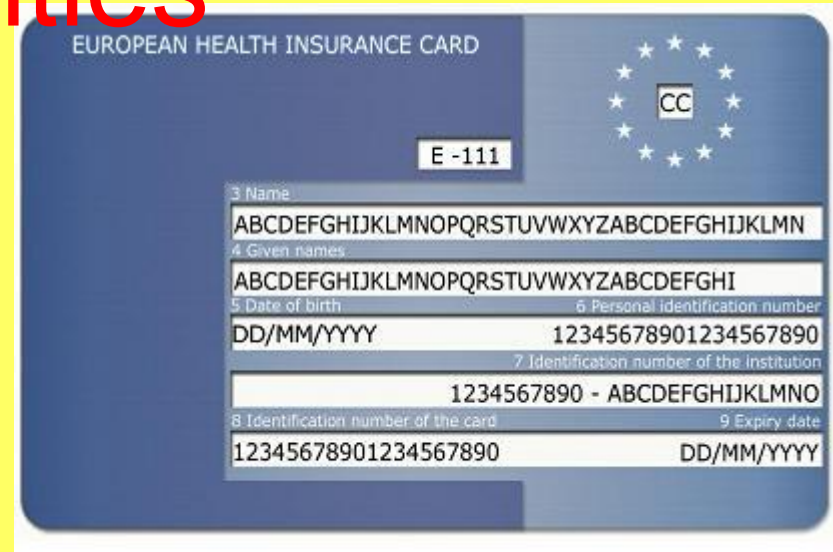 EUROPEAN HEALTH INSURANCE CARD
CC
E -111
3 Name
ABCDEFGHIJKLMNOPQRSTUVWXYZABCDEFGHIJKLMN
4 Given names
ABCDEFGHIJKLMNOPQRSTUVWXYZABCDEFGHI
5 Date of birth 6 Personal identification number
DD/MM/YYYY 12345678901234567890
7 Identification number of the institution
1234567890 - ABCDEFGHIJKLMNO
8 Identification number of the card 9 Expiry date
12345678901234567890 DD/MM/YYYY